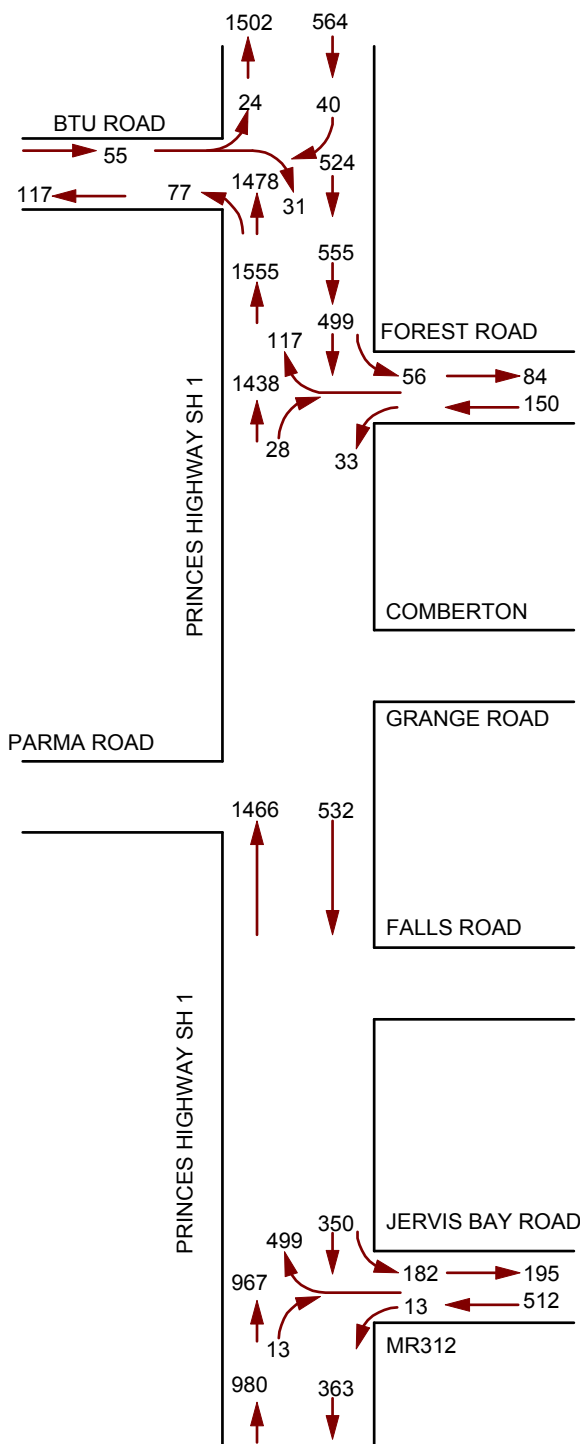 1502 564
24 40
BTU ROAD
55 524
117 77 1478 31
1555 555
117 499 FOREST ROAD
1438 56 84
150
28 33
PRINCES HIGHWAY SH 1
COMBERTON
GRANGE ROAD
PARMA ROAD
1466 532
FALLS ROAD
PRINCES HIGHWAY SH 1
499 350 JERVIS BAY ROAD
967 182 195
13 512
13 MR312
980 363